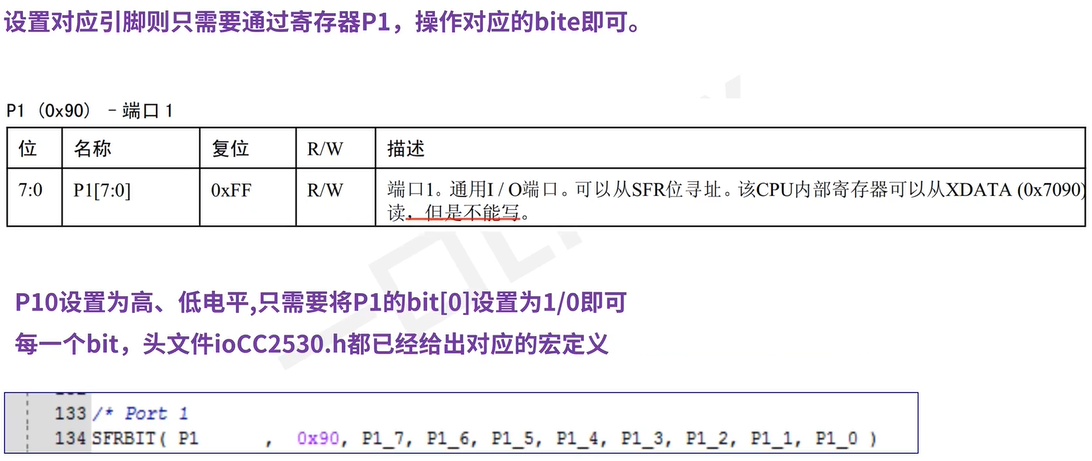 设置对应引脚则只需要通过寄存器P1，操作对应的bite即可。
P1 (0x90) - 端口 1
位 名称 复位 R/W 描述
7:0 P1[7:0] 0xFF R/W 端口1。通用I / O端口。可以从SFR位寻址。该CPU内部寄存器可以从XDATA (0x7090)
读，但是不能写。
P10设置为高、低电平,只需要将P1的bit[0]设置为1/0即可
每一个bit，头文件ioCC2530.h都已经给出对应的宏定义
133 /* Port 1
134 SFRBIT( P1 , 0x90, P1_7, P1_6, P1_5, P1_4, P1_3, P1_2, P1_1, P1_0 )